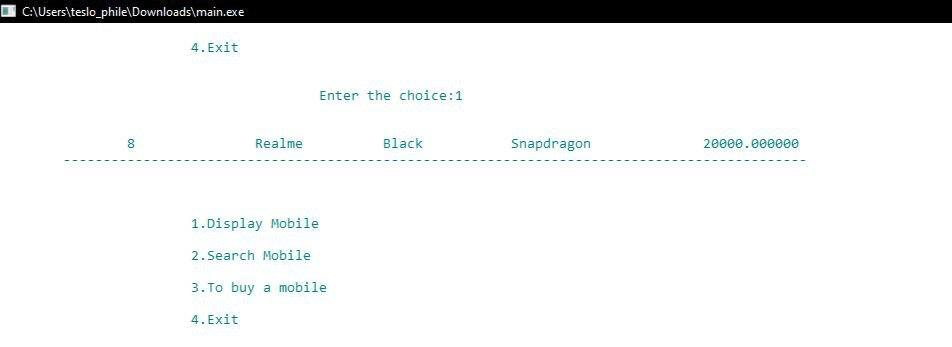 C:\Users\teslo_phile\Downloads\main.exe
4.Exit
Enter the choice:1
8 Realme Black Snapdragon 20000.000000
---------------------------------------------------------------------------------------------
1.Display Mobile
2.Search Mobile
3.To buy a mobile
4.Exit